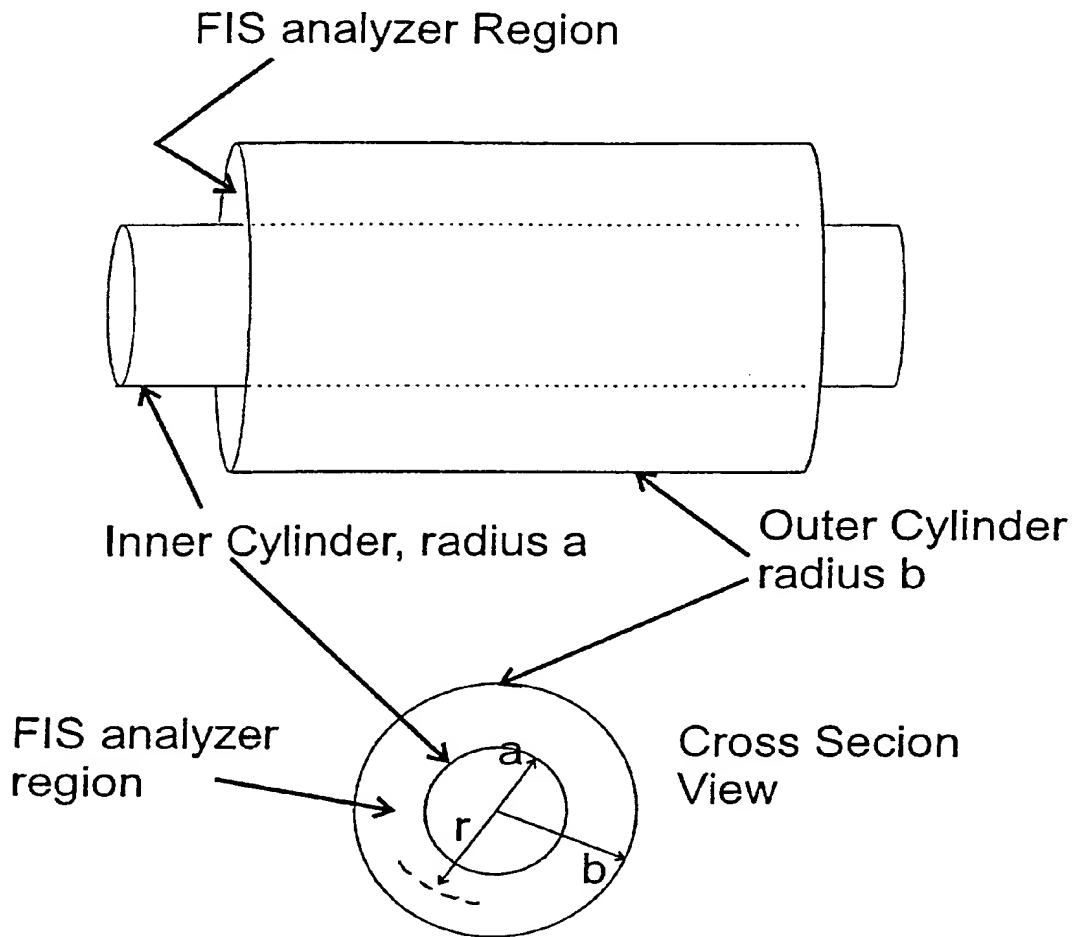 FIS analyzer Region
Inner Cylinder, radius a
Outer Cylinder
radius b
FIS analyzer
region
Cross Secion
View
a
r
b